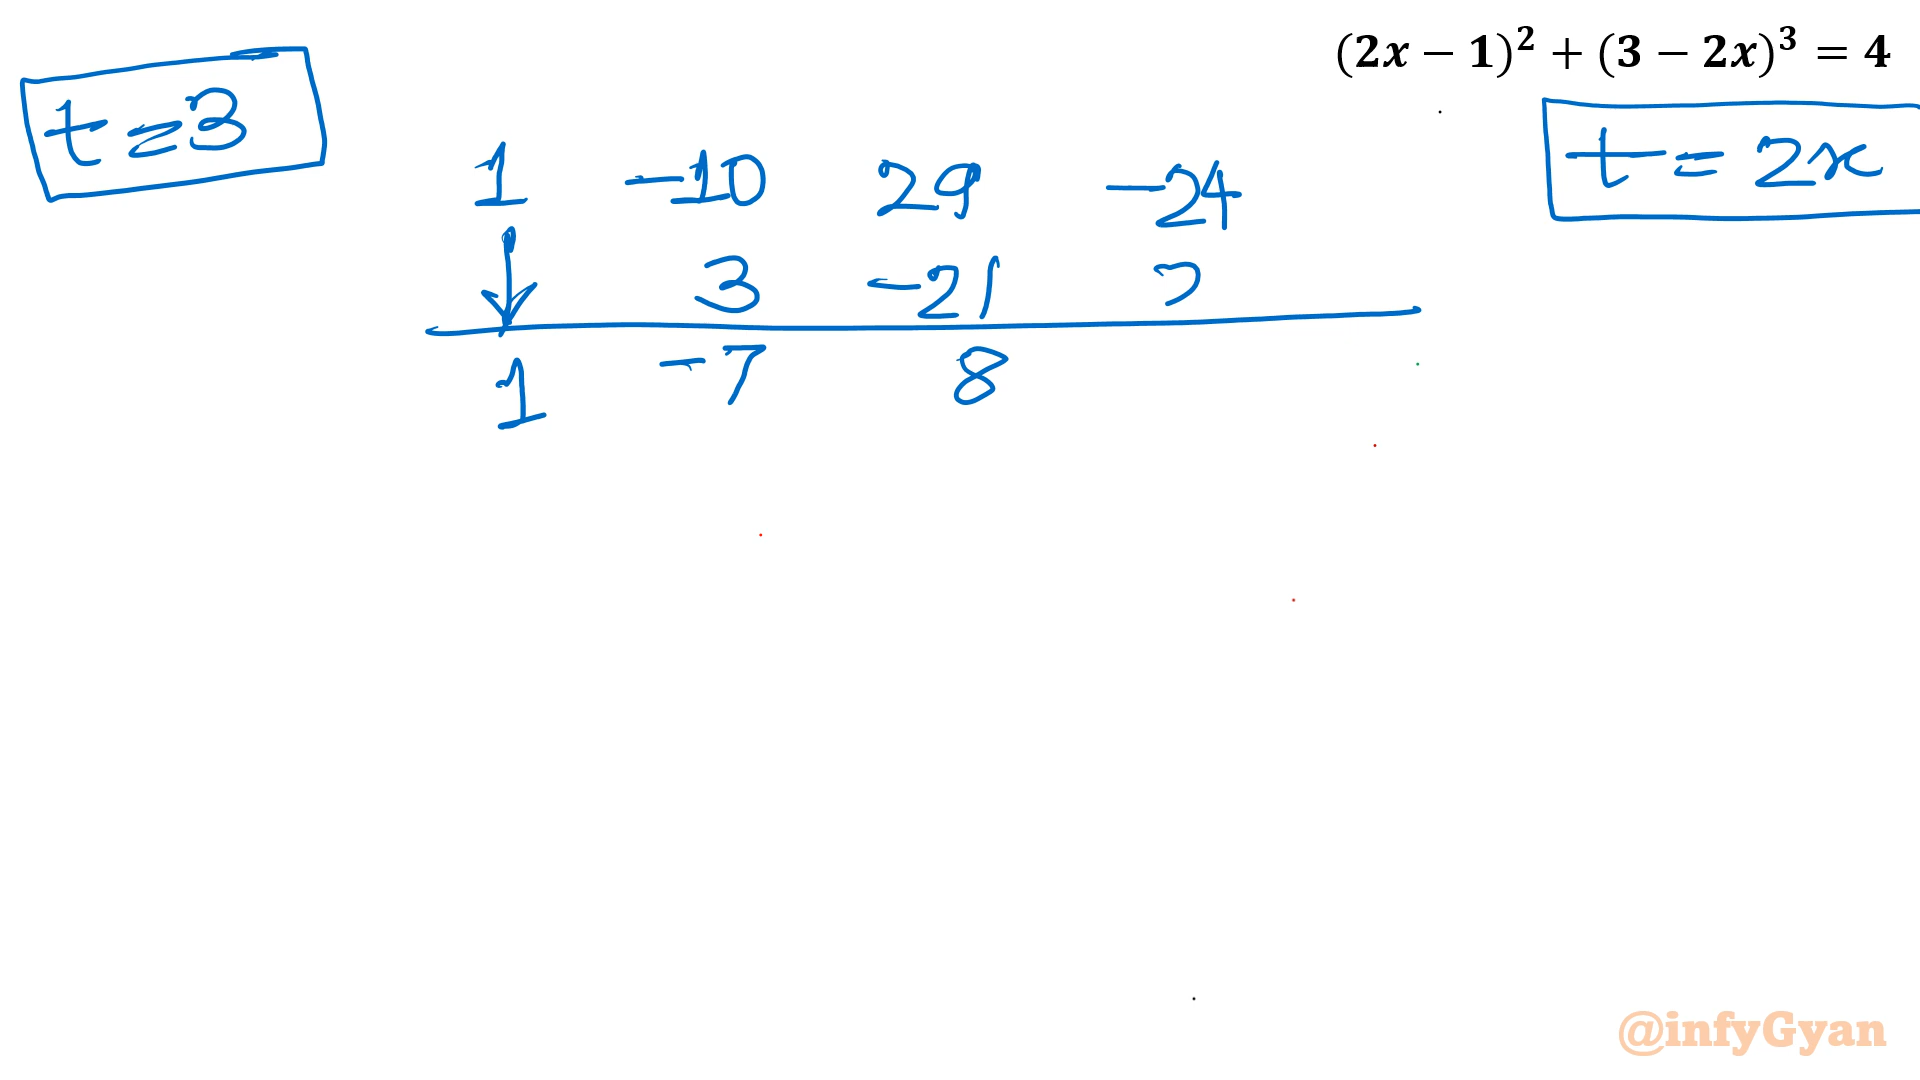 (2x − 1)² + (3 − 2x)³ = 4
t = 3
t = 2x
1 −10 29 −24
3 −21
1 −7 8
@infyGyan